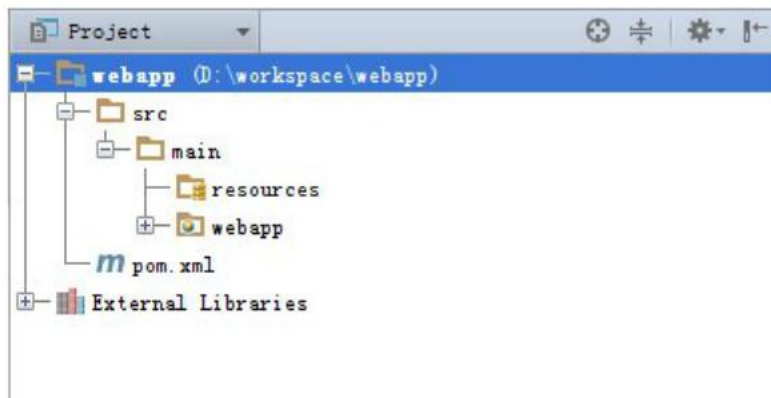 Project
webapp (D:\workspace\webapp)
src
main
resources
webapp
m pom.xml
External Libraries